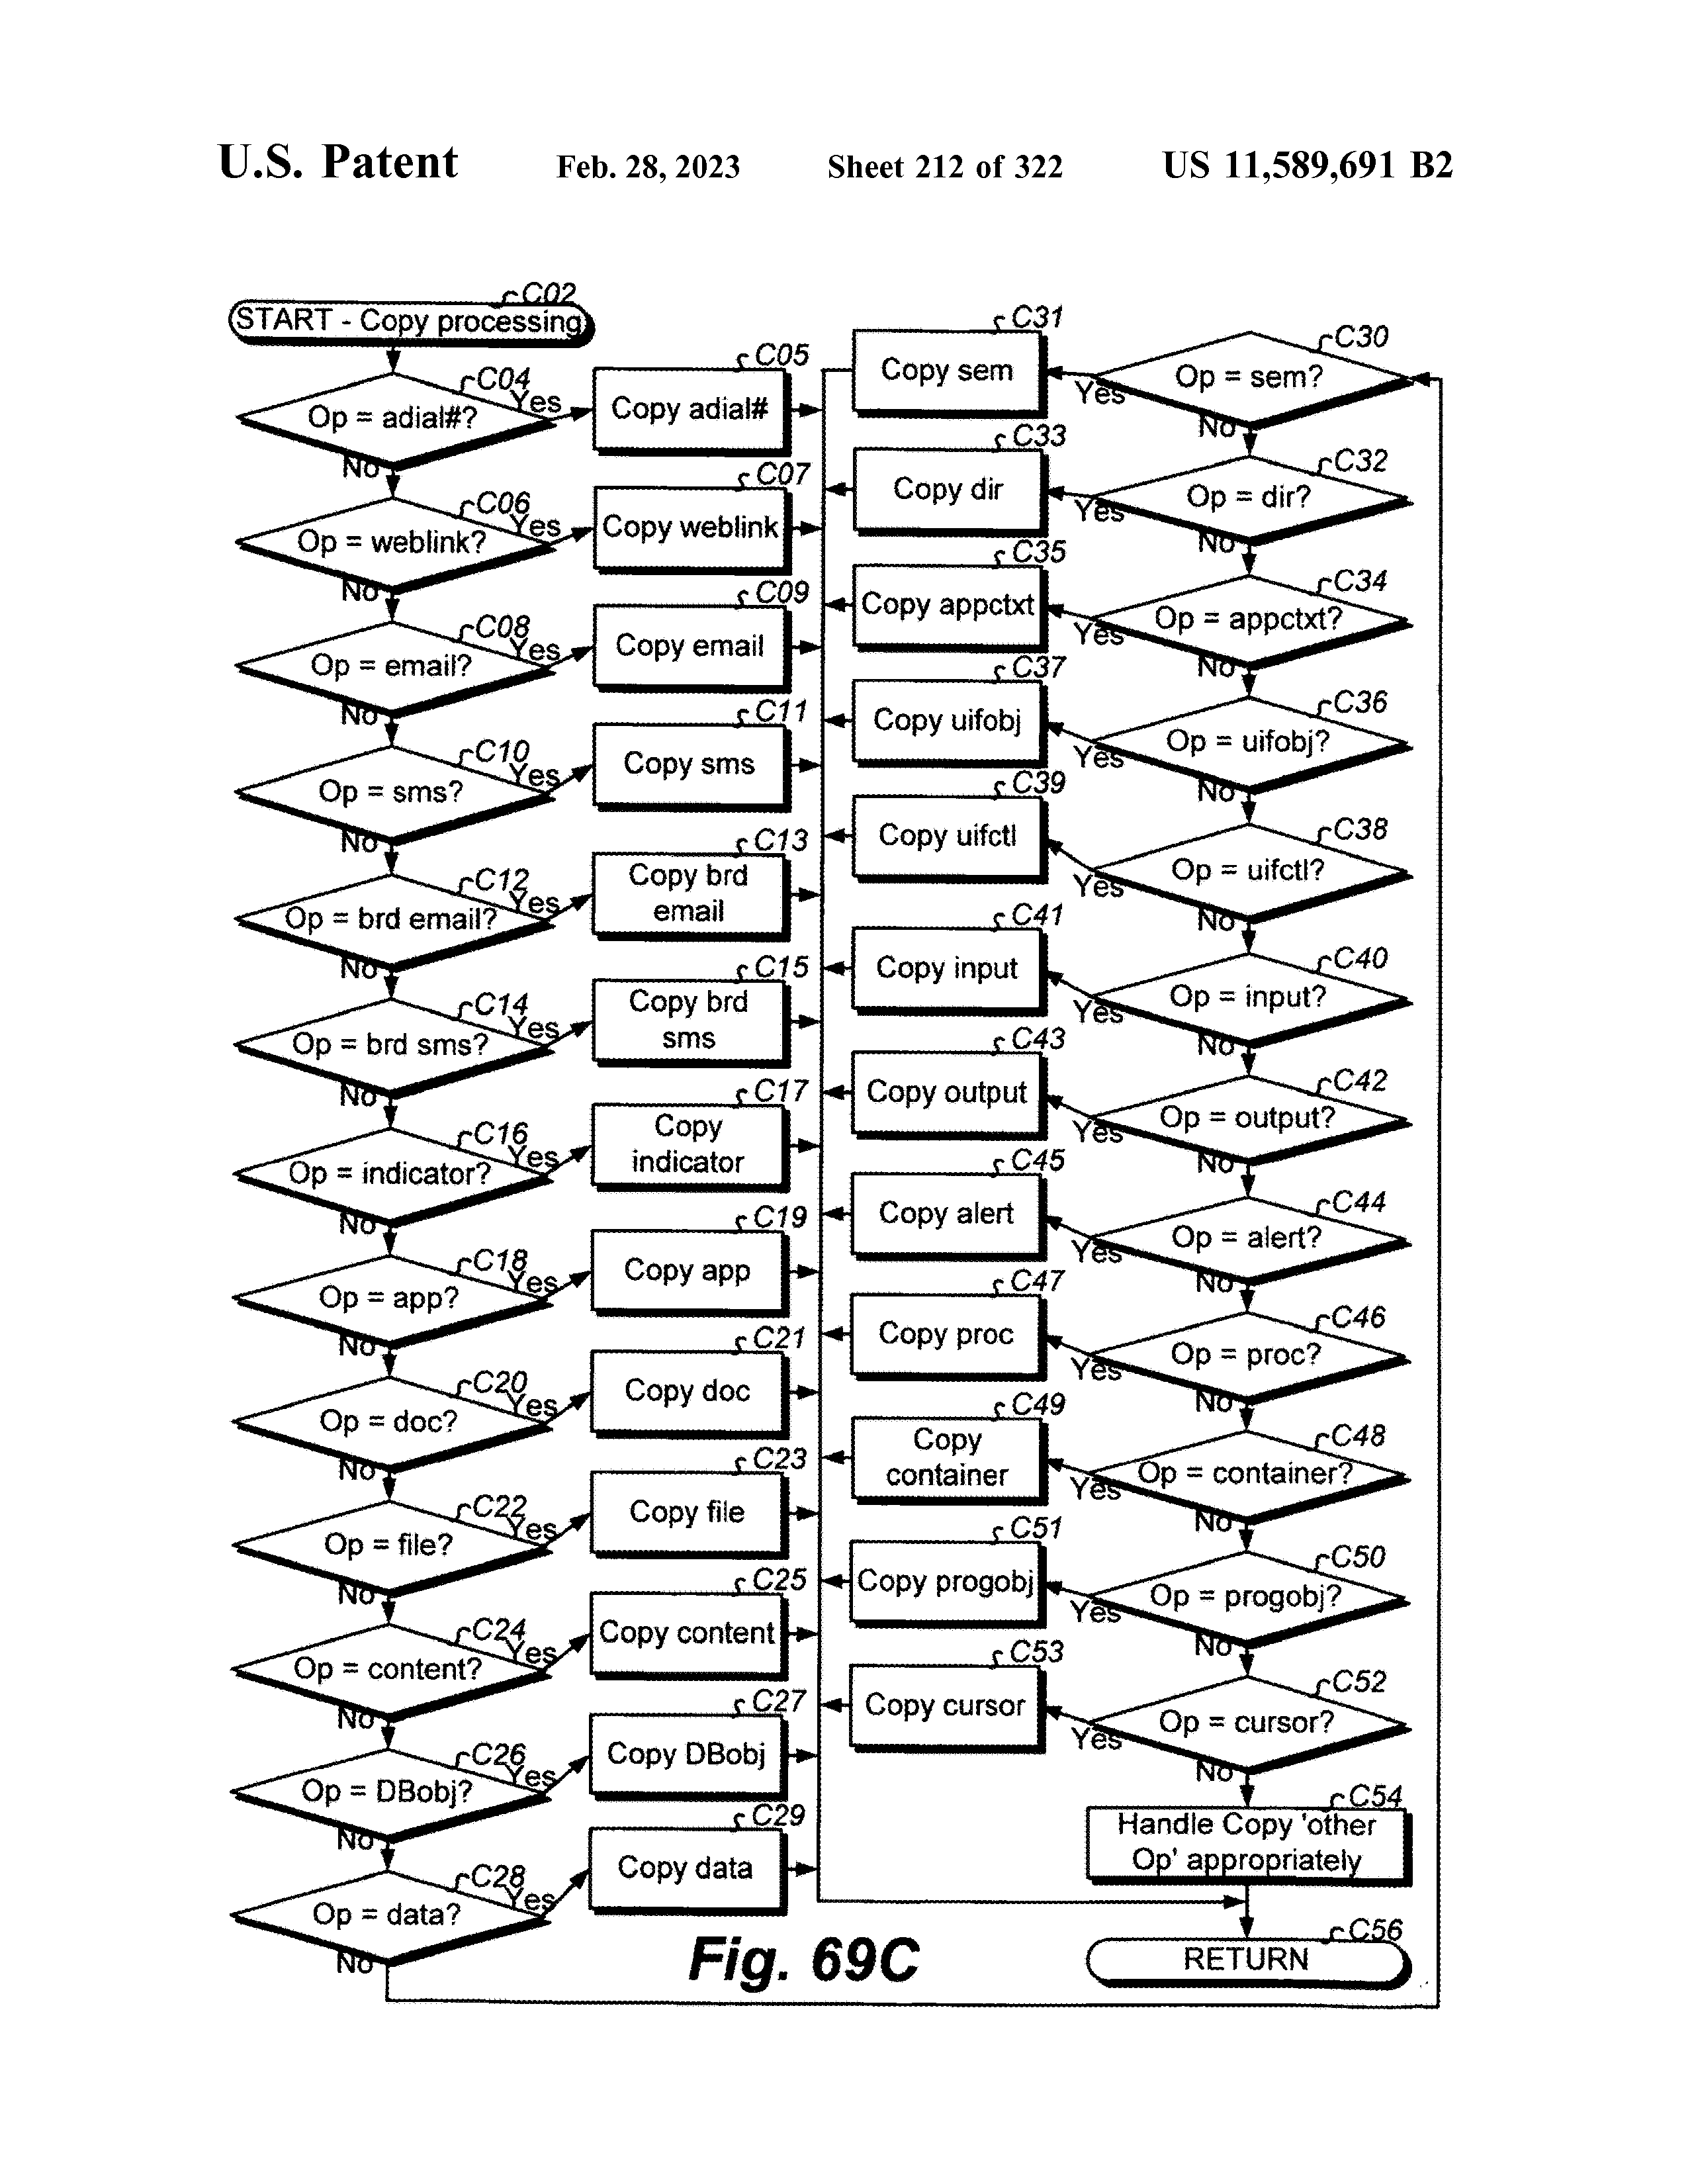 U.S. Patent Feb. 28, 2023 Sheet 212 of 322 US 11,589,691 B2
C02
START - Copy processing
C04
Op = adial#?
Yes
No
C05
Copy adial#
C06
Op = weblink?
Yes
No
C07
Copy weblink
C08
Op = email?
Yes
No
C09
Copy email
C10
Op = sms?
Yes
No
C11
Copy sms
C12
Op = brd email?
Yes
No
C13
Copy brd
email
C14
Op = brd sms?
Yes
No
C15
Copy brd
sms
C16
Op = indicator?
Yes
No
C17
Copy
indicator
C18
Op = app?
Yes
No
C19
Copy app
C20
Op = doc?
Yes
No
C21
Copy doc
C22
Op = file?
Yes
No
C23
Copy file
C24
Op = content?
Yes
No
C25
Copy content
C26
Op = DBobj?
Yes
No
C27
Copy DBobj
C28
Op = data?
Yes
No
C29
Copy data
C30
Op = sem?
Yes
No
C31
Copy sem
C32
Op = dir?
Yes
No
C33
Copy dir
C34
Op = appctxt?
Yes
No
C35
Copy appctxt
C36
Op = uifobj?
Yes
No
C37
Copy uifobj
C38
Op = uifctl?
Yes
No
C39
Copy uifctl
C40
Op = input?
Yes
No
C41
Copy input
C42
Op = output?
Yes
No
C43
Copy output
C44
Op = alert?
Yes
No
C45
Copy alert
C46
Op = proc?
Yes
No
C47
Copy proc
C48
Op = container?
Yes
No
C49
Copy
container
C50
Op = progobj?
Yes
No
C51
Copy progobj
C52
Op = cursor?
Yes
No
C53
Copy cursor
C54
Handle Copy 'other
Op' appropriately
C56
RETURN
Fig. 69C